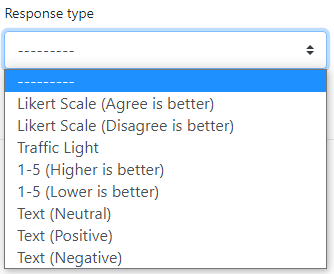 Response type
---------
---------
Likert Scale (Agree is better)
Likert Scale (Disagree is better)
Traffic Light
1-5 (Higher is better)
1-5 (Lower is better)
Text (Neutral)
Text (Positive)
Text (Negative)